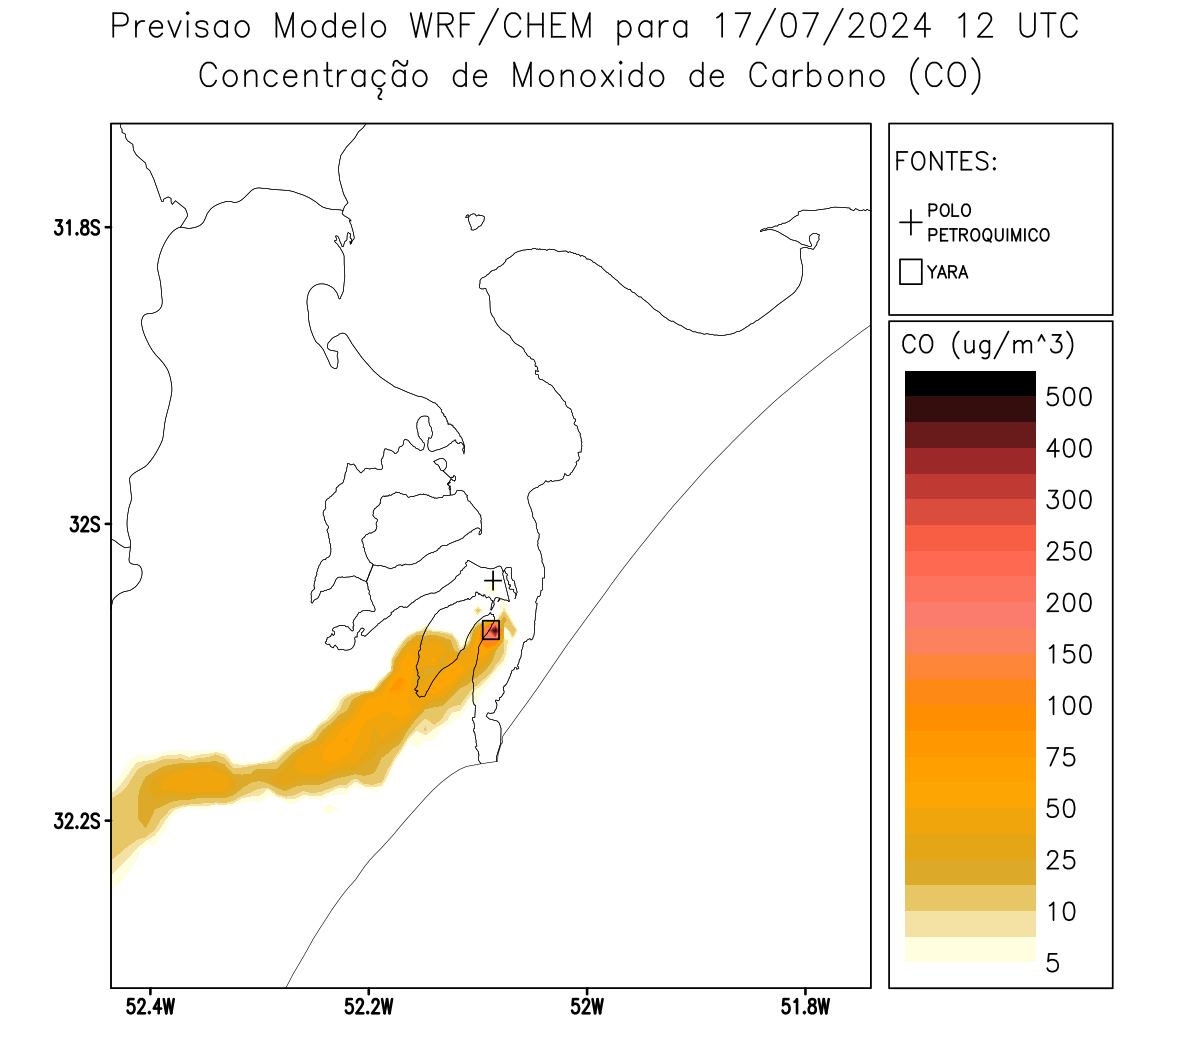 Previsao Modelo WRF/CHEM para 17/07/2024 12 UTC
Concentração de Monoxido de Carbono (CO)
FONTES:
POLO
PETROQUIMICO
YARA
CO (ug/m^3)
500
400
300
250
200
150
100
75
50
25
10
5
31.8S
32S
32.2S
52.4W 52.2W 52W 51.8W